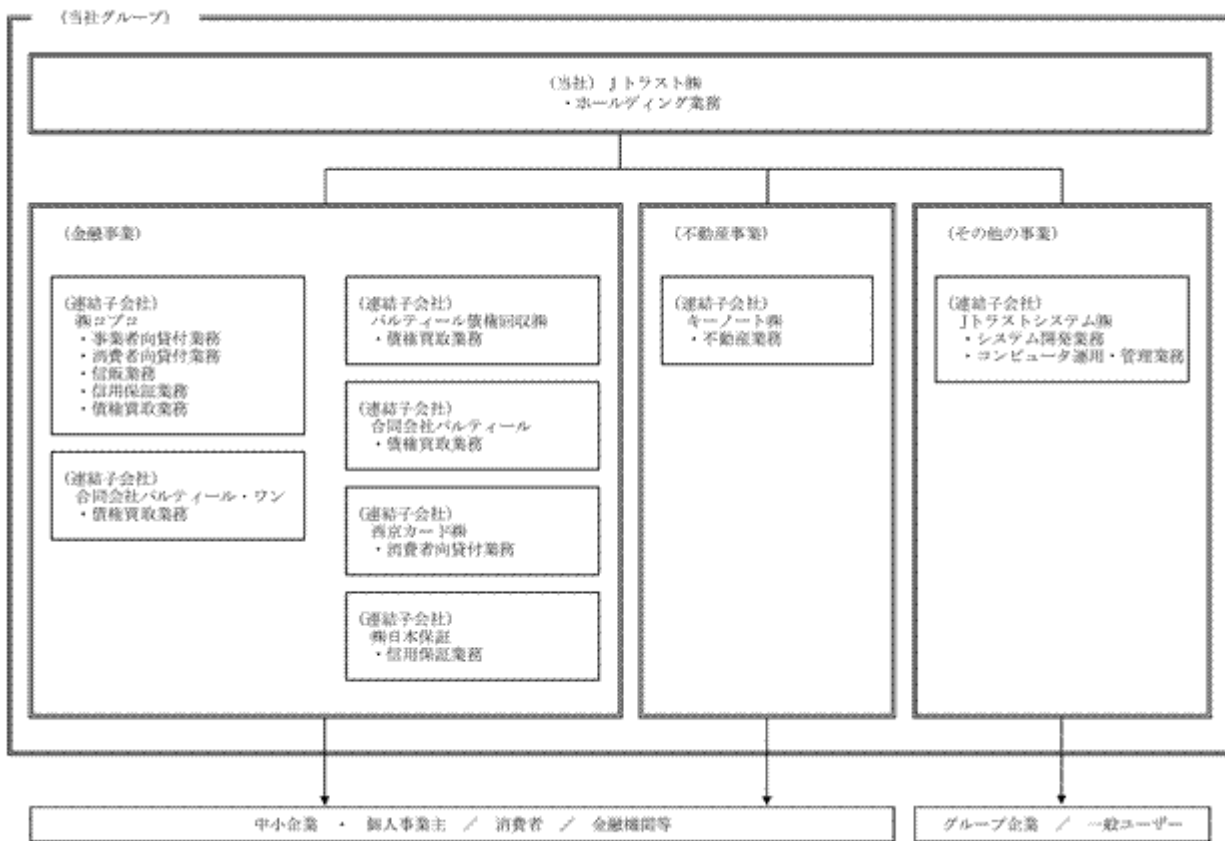 (当社グループ)
(当社) Jトラスト㈱
・ホールディング業務
(金融事業)
(連結子会社)
㈱ロプロ
・事業者向貸付業務
・消費者向貸付業務
・信販業務
・信用保証業務
・債権買取業務
(連結子会社)
合同会社パルティール・ワン
・債権買取業務
(連結子会社)
パルティール債権回収㈱
・債権買取業務
(連結子会社)
合同会社パルティール
・債権買取業務
(連結子会社)
西京カード㈱
・消費者向貸付業務
(連結子会社)
㈱日本保証
・信用保証業務
(不動産事業)
(連結子会社)
キーノート㈱
・不動産業務
(その他の事業)
(連結子会社)
Jトラストシステム㈱
・システム開発業務
・コンピュータ運用・管理業務
中小企業 ・ 個人事業主 ／ 消費者 ／ 金融機関等
グループ企業 ／ 一般ユーザー